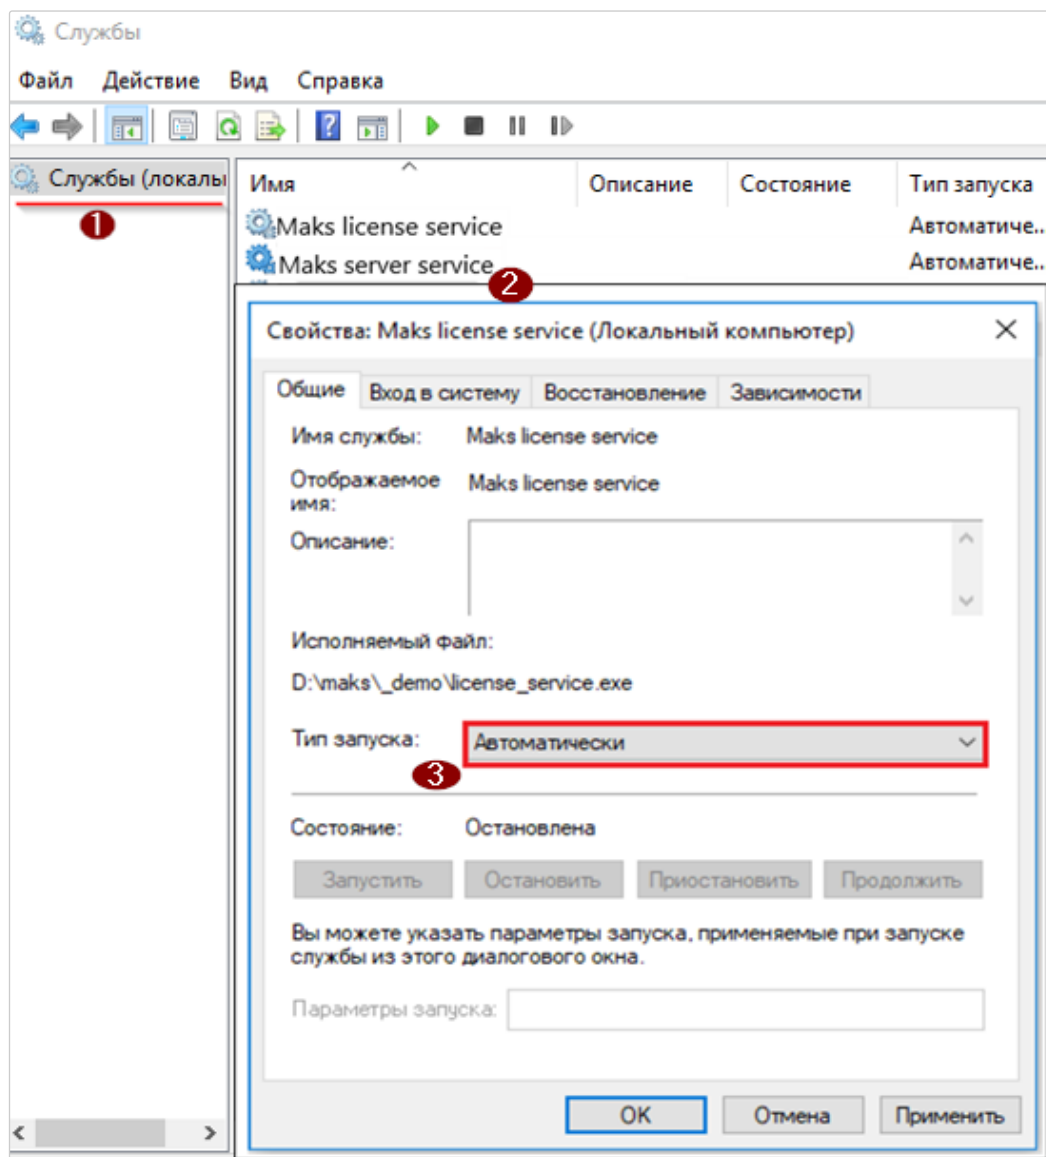 Службы
Файл Действие Вид Справка
Службы (локалы
1
Имя Описание Состояние Тип запуска
Maks license service Автоматиче...
Maks server service Автоматиче...
2
Свойства: Maks license service (Локальный компьютер)
Общие Вход в систему Восстановление Зависимости
Имя службы: Maks license service
Отображаемое имя: Maks license service
Описание:
Исполняемый файл:
D:\maks\_demo\license_service.exe
Тип запуска: Автоматически
3
Состояние: Остановлена
Запустить Остановить Приостановить Продолжить
Вы можете указать параметры запуска, применяемые при запуске
службы из этого диалогового окна.
Параметры запуска:
OK Отмена Применить